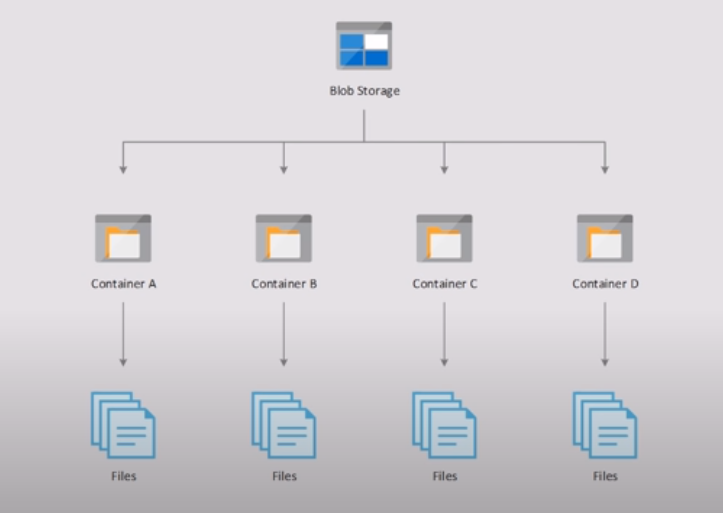 Blob Storage
Container A
Container B
Container C
Container D
Files
Files
Files
Files